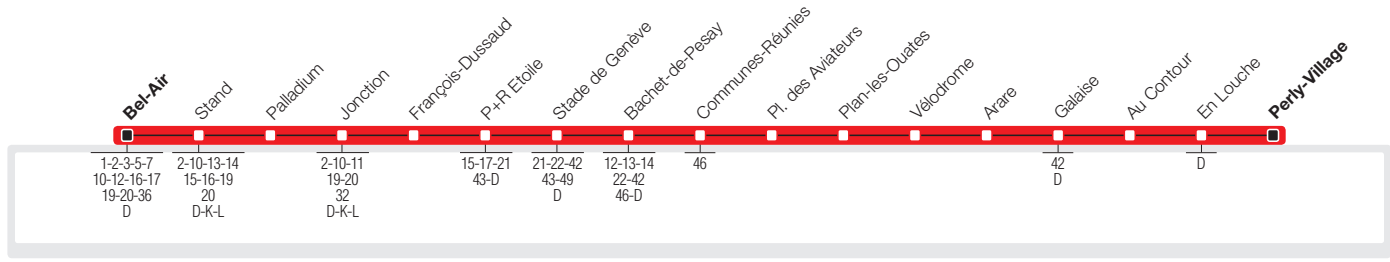 Bel-Air
Stand
Palladium
Jonction
François-Dussaud
P+R Etoile
Stade de Genève
Bachet-de-Pesay
Communes-Réunies
Pl. des Aviateurs
Plan-les-Ouates
Vélodrome
Arare
Galaise
Au Contour
En Louche
Perly-Village
1-2-3-5-7
10-12-16-17
19-20-36
D
2-10-13-14
15-16-19
20
D-K-L
2-10-11
19-20
32
D-K-L
15-17-21
43-D
21-22-42
43-49
D
12-13-14
22-42
46-D
46
42
D
D